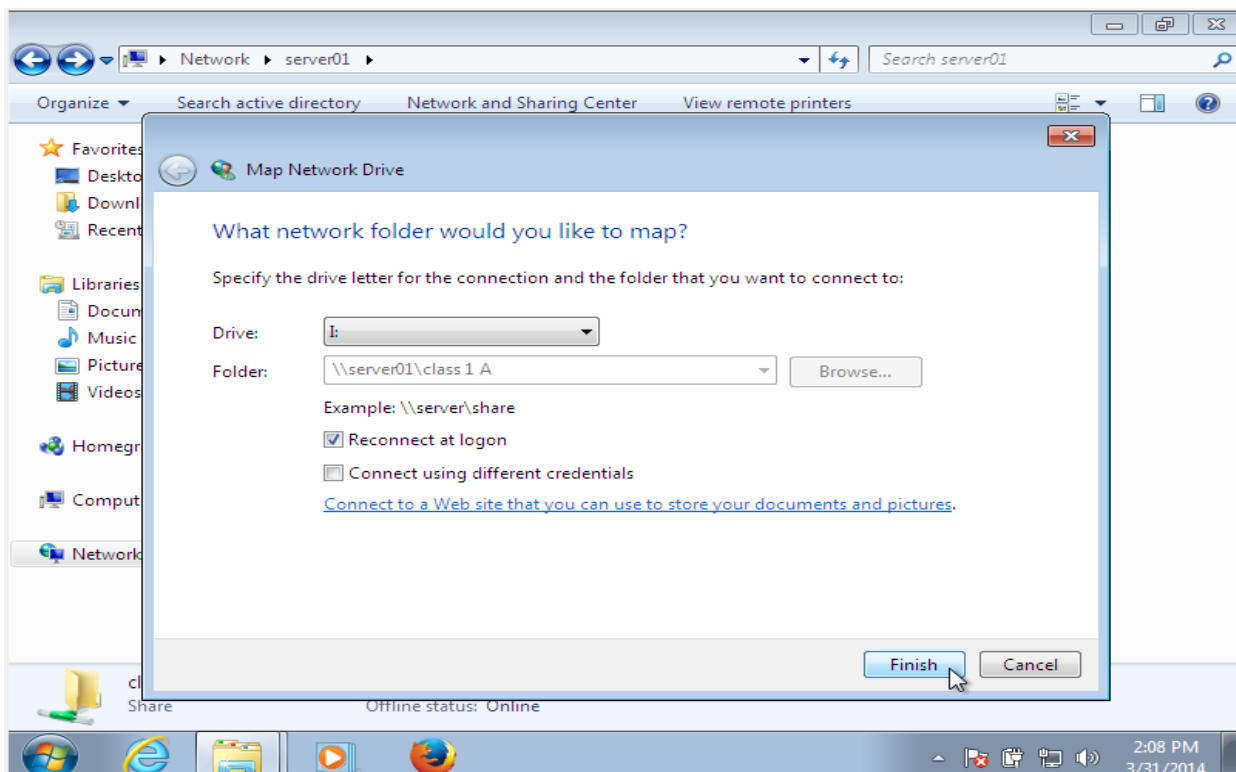 Network server01
Search server01
Organize Search active directory Network and Sharing Center View remote printers
Favorites
Deskto
Downl
Recent
Libraries
Docum
Music
Picture
Videos
Homegr
Comput
Network
Map Network Drive
What network folder would you like to map?
Specify the drive letter for the connection and the folder that you want to connect to:
Drive: I:
Folder: \\server01\class 1 A Browse...
Example: \\server\share
Reconnect at logon
Connect using different credentials
Connect to a Web site that you can use to store your documents and pictures.
Finish Cancel
cl
Share Offline status: Online
2:08 PM
3/31/2014